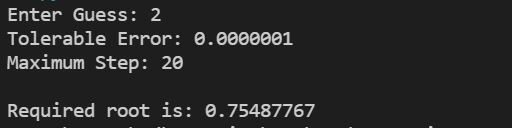 Enter Guess: 2
Tolerable Error: 0.0000001
Maximum Step: 20
Required root is: 0.75487767